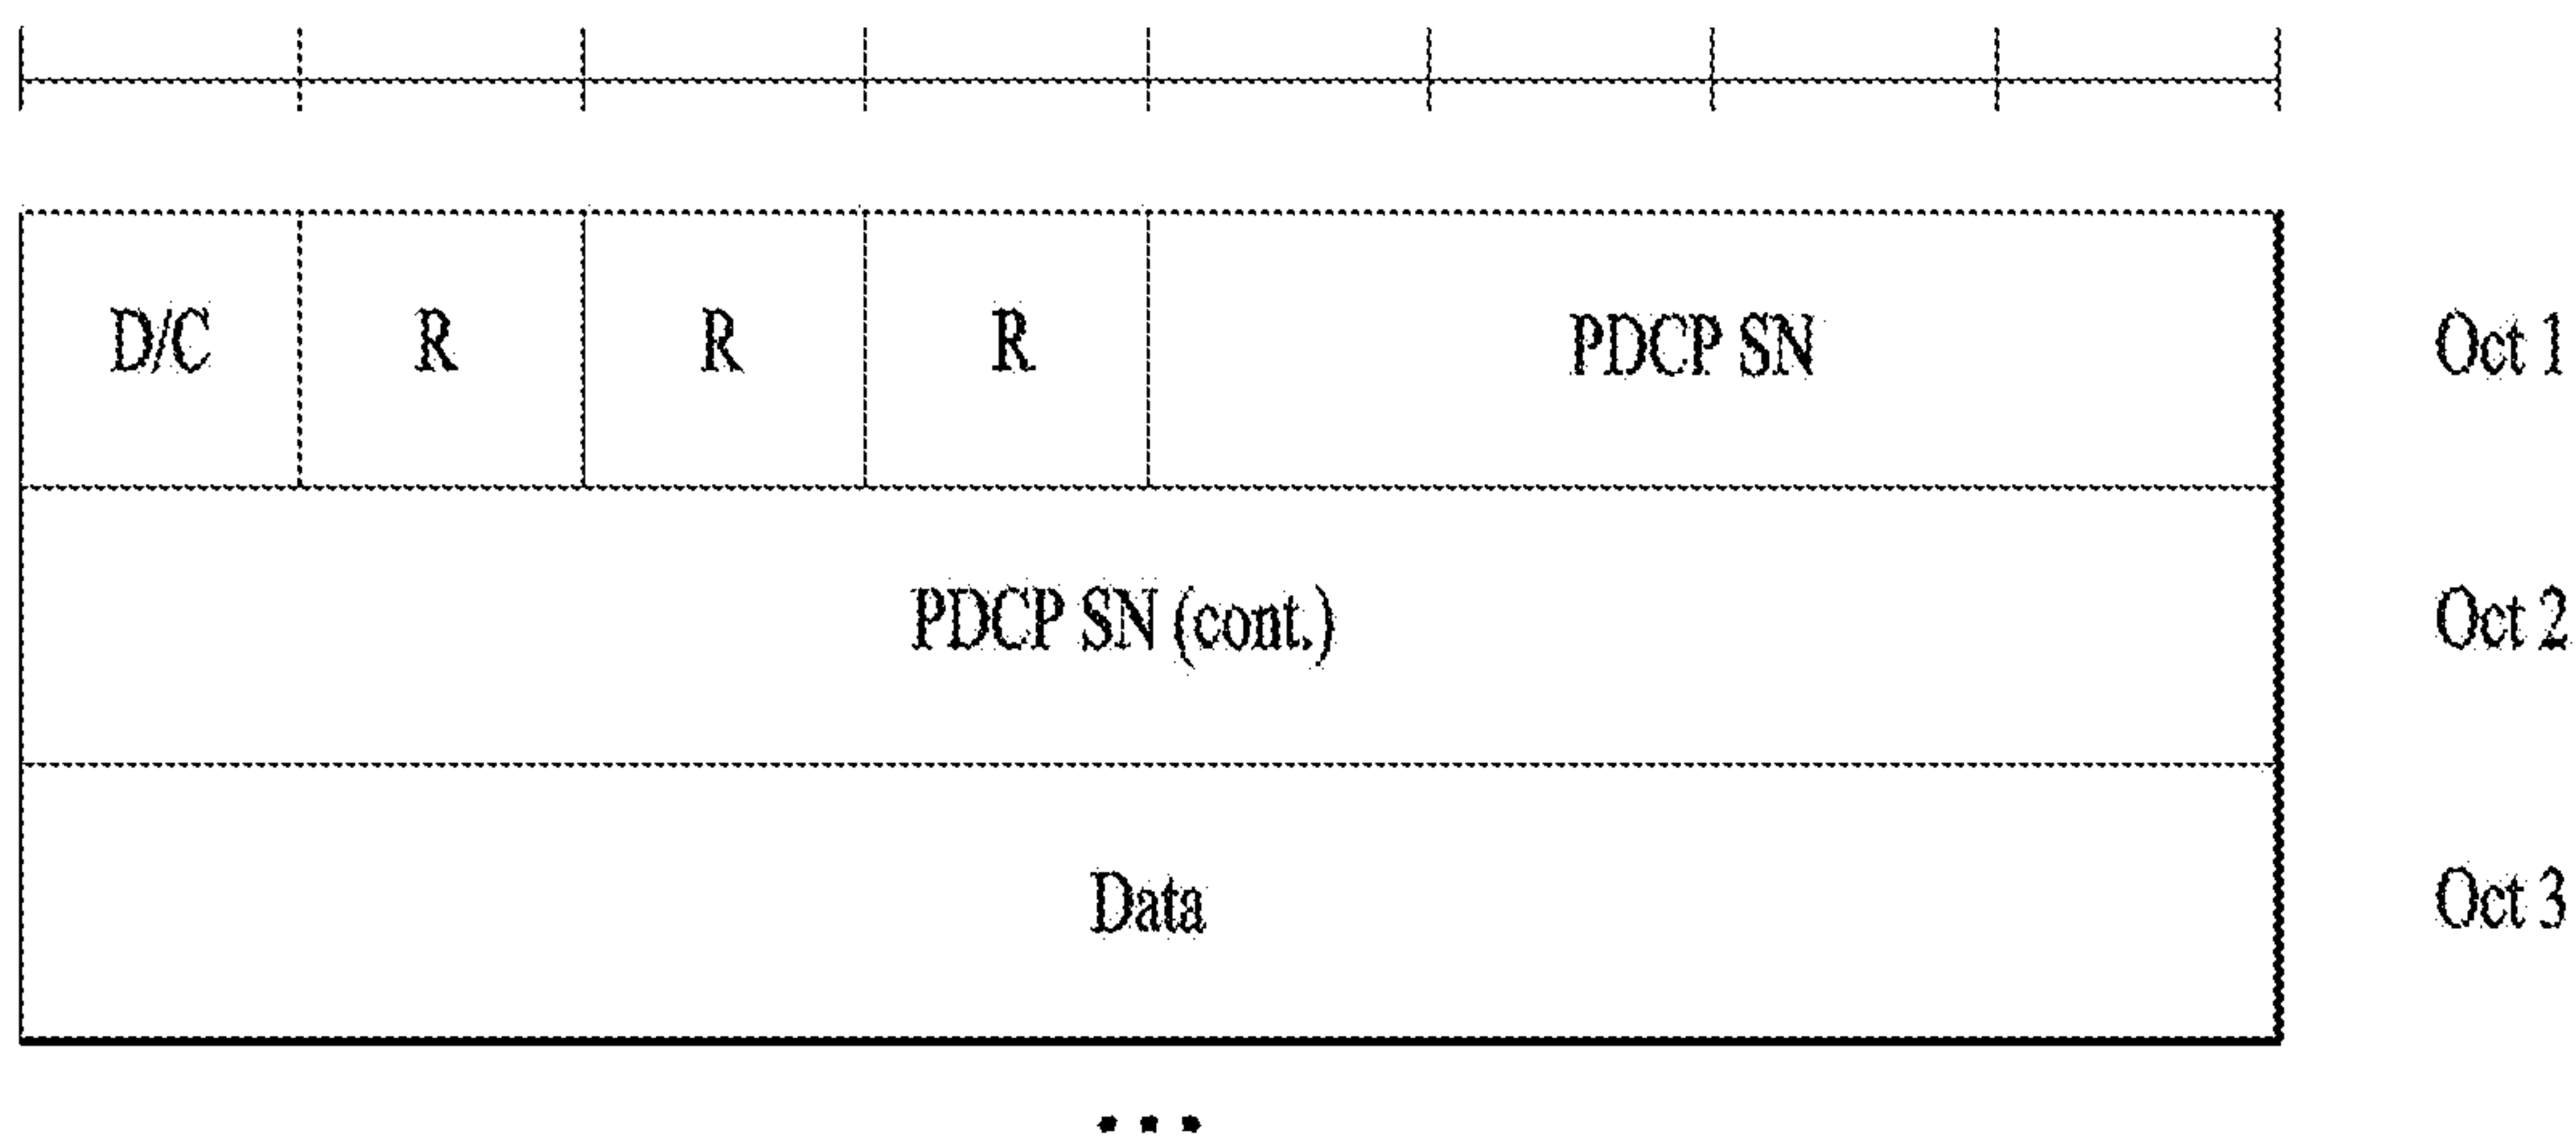 D/C R R R PDCP SN Oct 1
PDCP SN (cont.) Oct 2
Data Oct 3
...